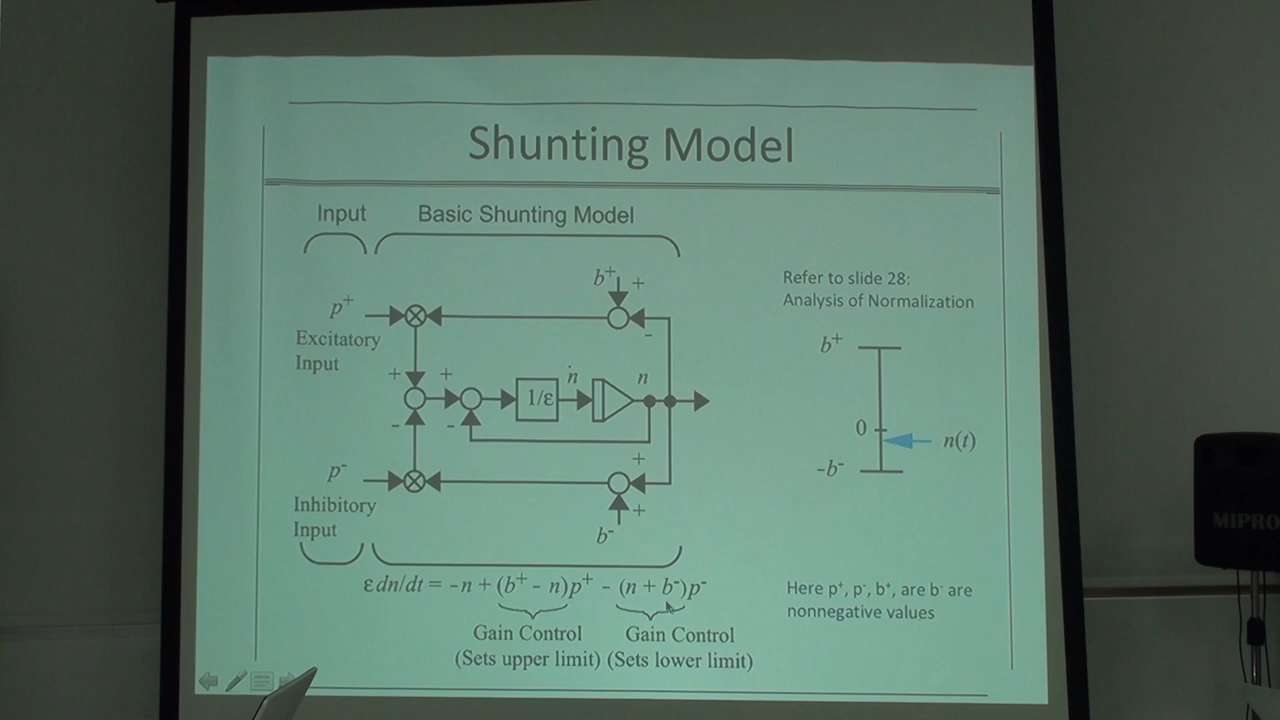 Shunting Model
Input
Basic Shunting Model
b⁺
+
p⁺
-
Excitatory
Input
+
+
1/ε
ṅ
n
-
-
+
p⁻
+
Inhibitory
Input
b⁻
εdn/dt = -n + (b⁺ - n)p⁺ - (n + b⁻)p⁻
Gain Control
(Sets upper limit)
Gain Control
(Sets lower limit)
Refer to slide 28:
Analysis of Normalization
b⁺
0
n(t)
-b⁻
Here p⁺, p⁻, b⁺, are b⁻ are
nonnegative values
MIPRO